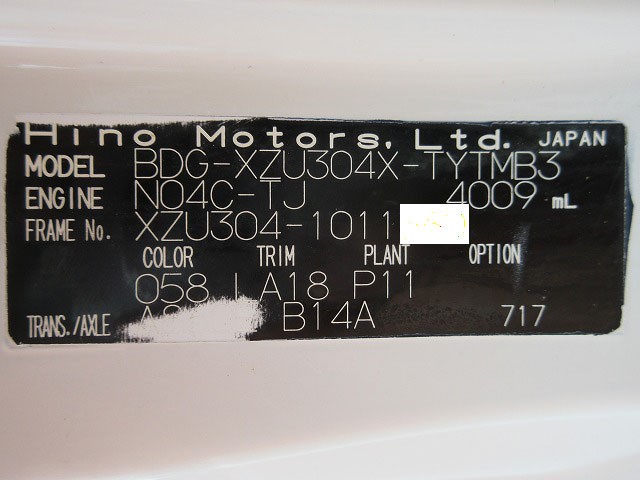 Hino Motors, Ltd. JAPAN
MODEL BDG-XZU304X-TYTMB3
ENGINE N04C-TJ 4009 mL
FRAME No. XZU304-1011
COLOR TRIM PLANT OPTION
058 LA18 P11
TRANS./AXLE B14A 717